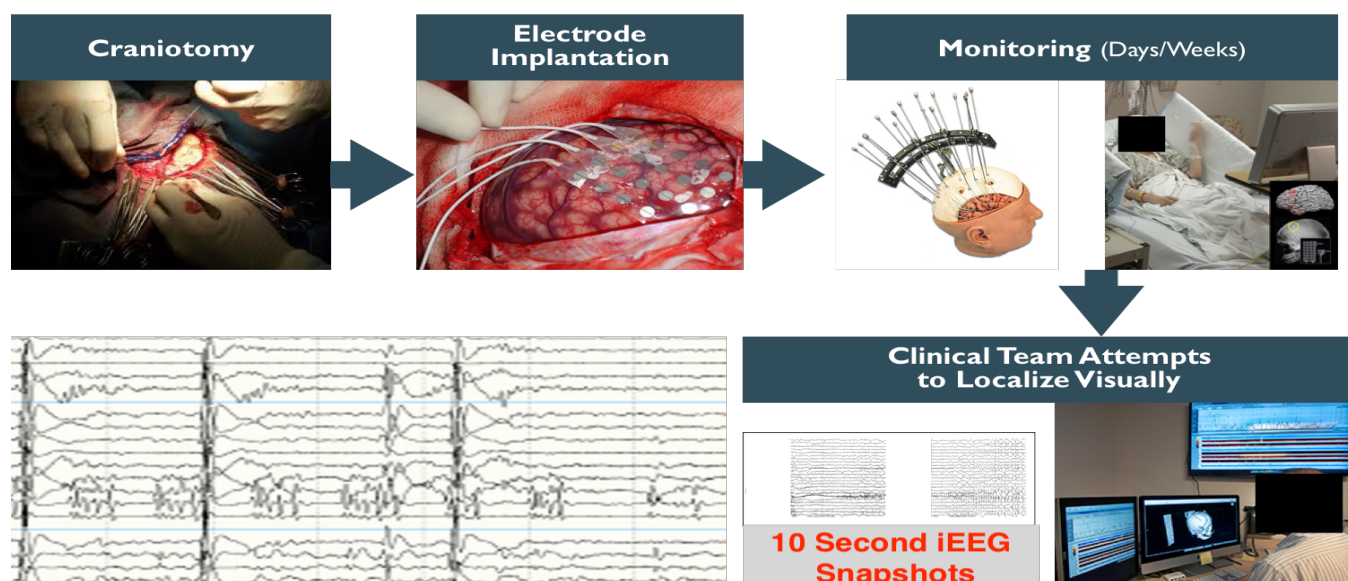 Craniotomy
Electrode
Implantation
Monitoring (Days/Weeks)
Clinical Team Attempts
to Localize Visually
10 Second iEEG
Snapshots